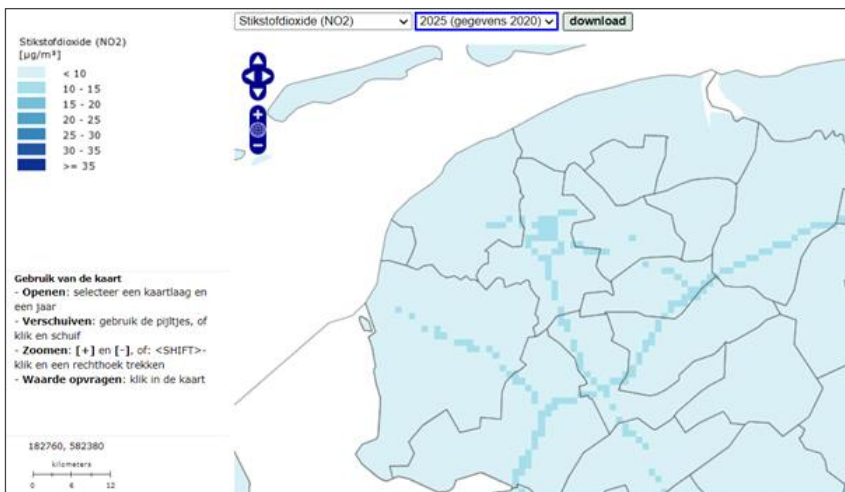 Stikstofdioxide (NO2)
2025 (gegevens 2020)
download
Stikstofdioxide (NO2)
[µg/m³]
< 10
10 - 15
15 - 20
20 - 25
25 - 30
30 - 35
>= 35
Gebruik van de kaart
- Openen: selecteer een kaartlaag en
een jaar
- Verschuiven: gebruik de pijltjes, of
klik en schuif
- Zoomen: [+] en [-], of: <SHIFT>-
klik en een rechthoek trekken
- Waarde opvragen: klik in de kaart
182760, 582380
kilometers
0 6 12